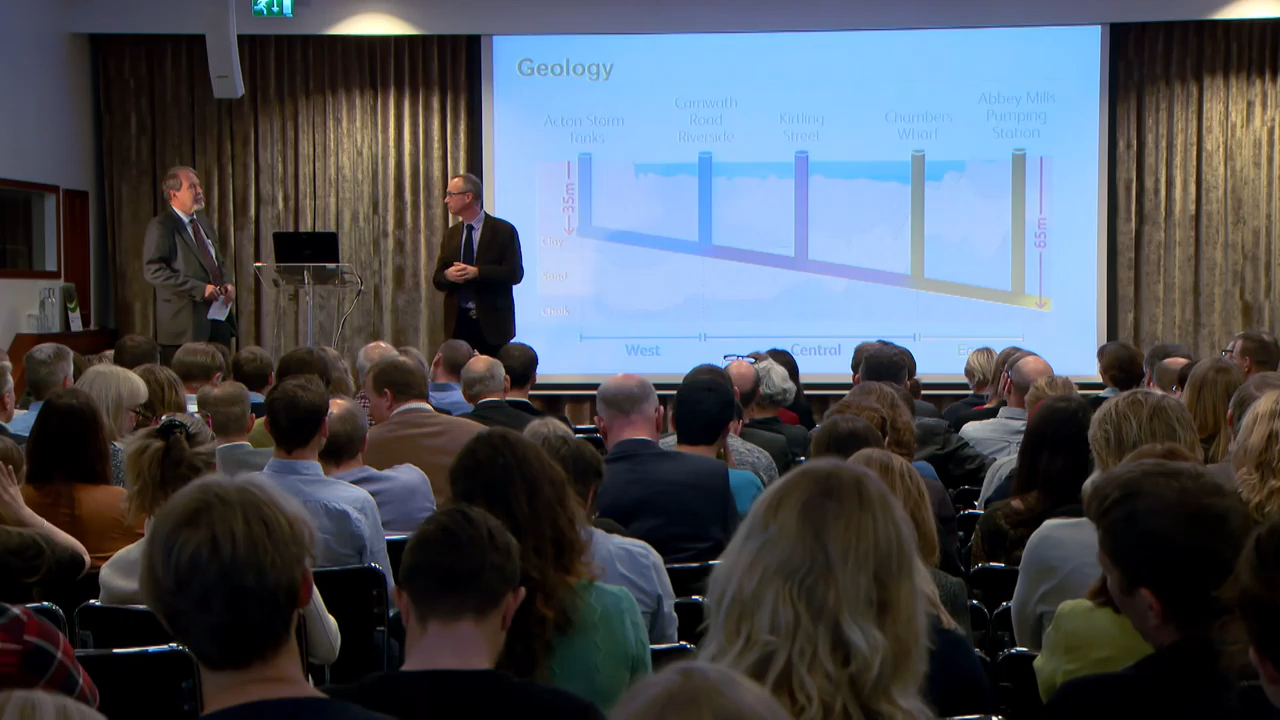 Geology
Acton Storm
Tanks
Carnwath
Road
Riverside
Kirtling
Street
Chambers
Wharf
Abbey Mills
Pumping
Station
35m
65m
Clay
Sand
Chalk
West
Central